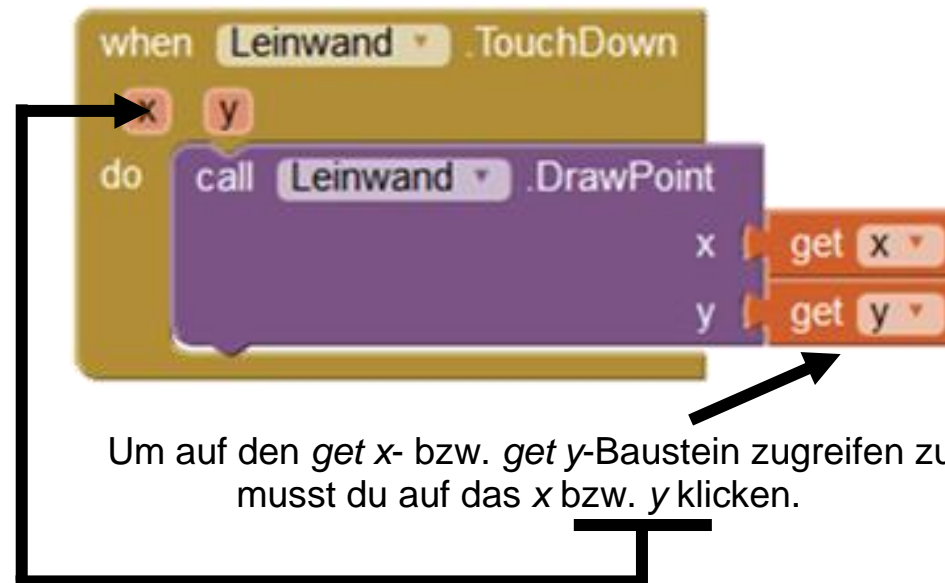 when Leinwand .TouchDown
x y
do call Leinwand .DrawPoint
x get x
y get y
Um auf den get x- bzw. get y-Baustein zugreifen zu
musst du auf das x bzw. y klicken.